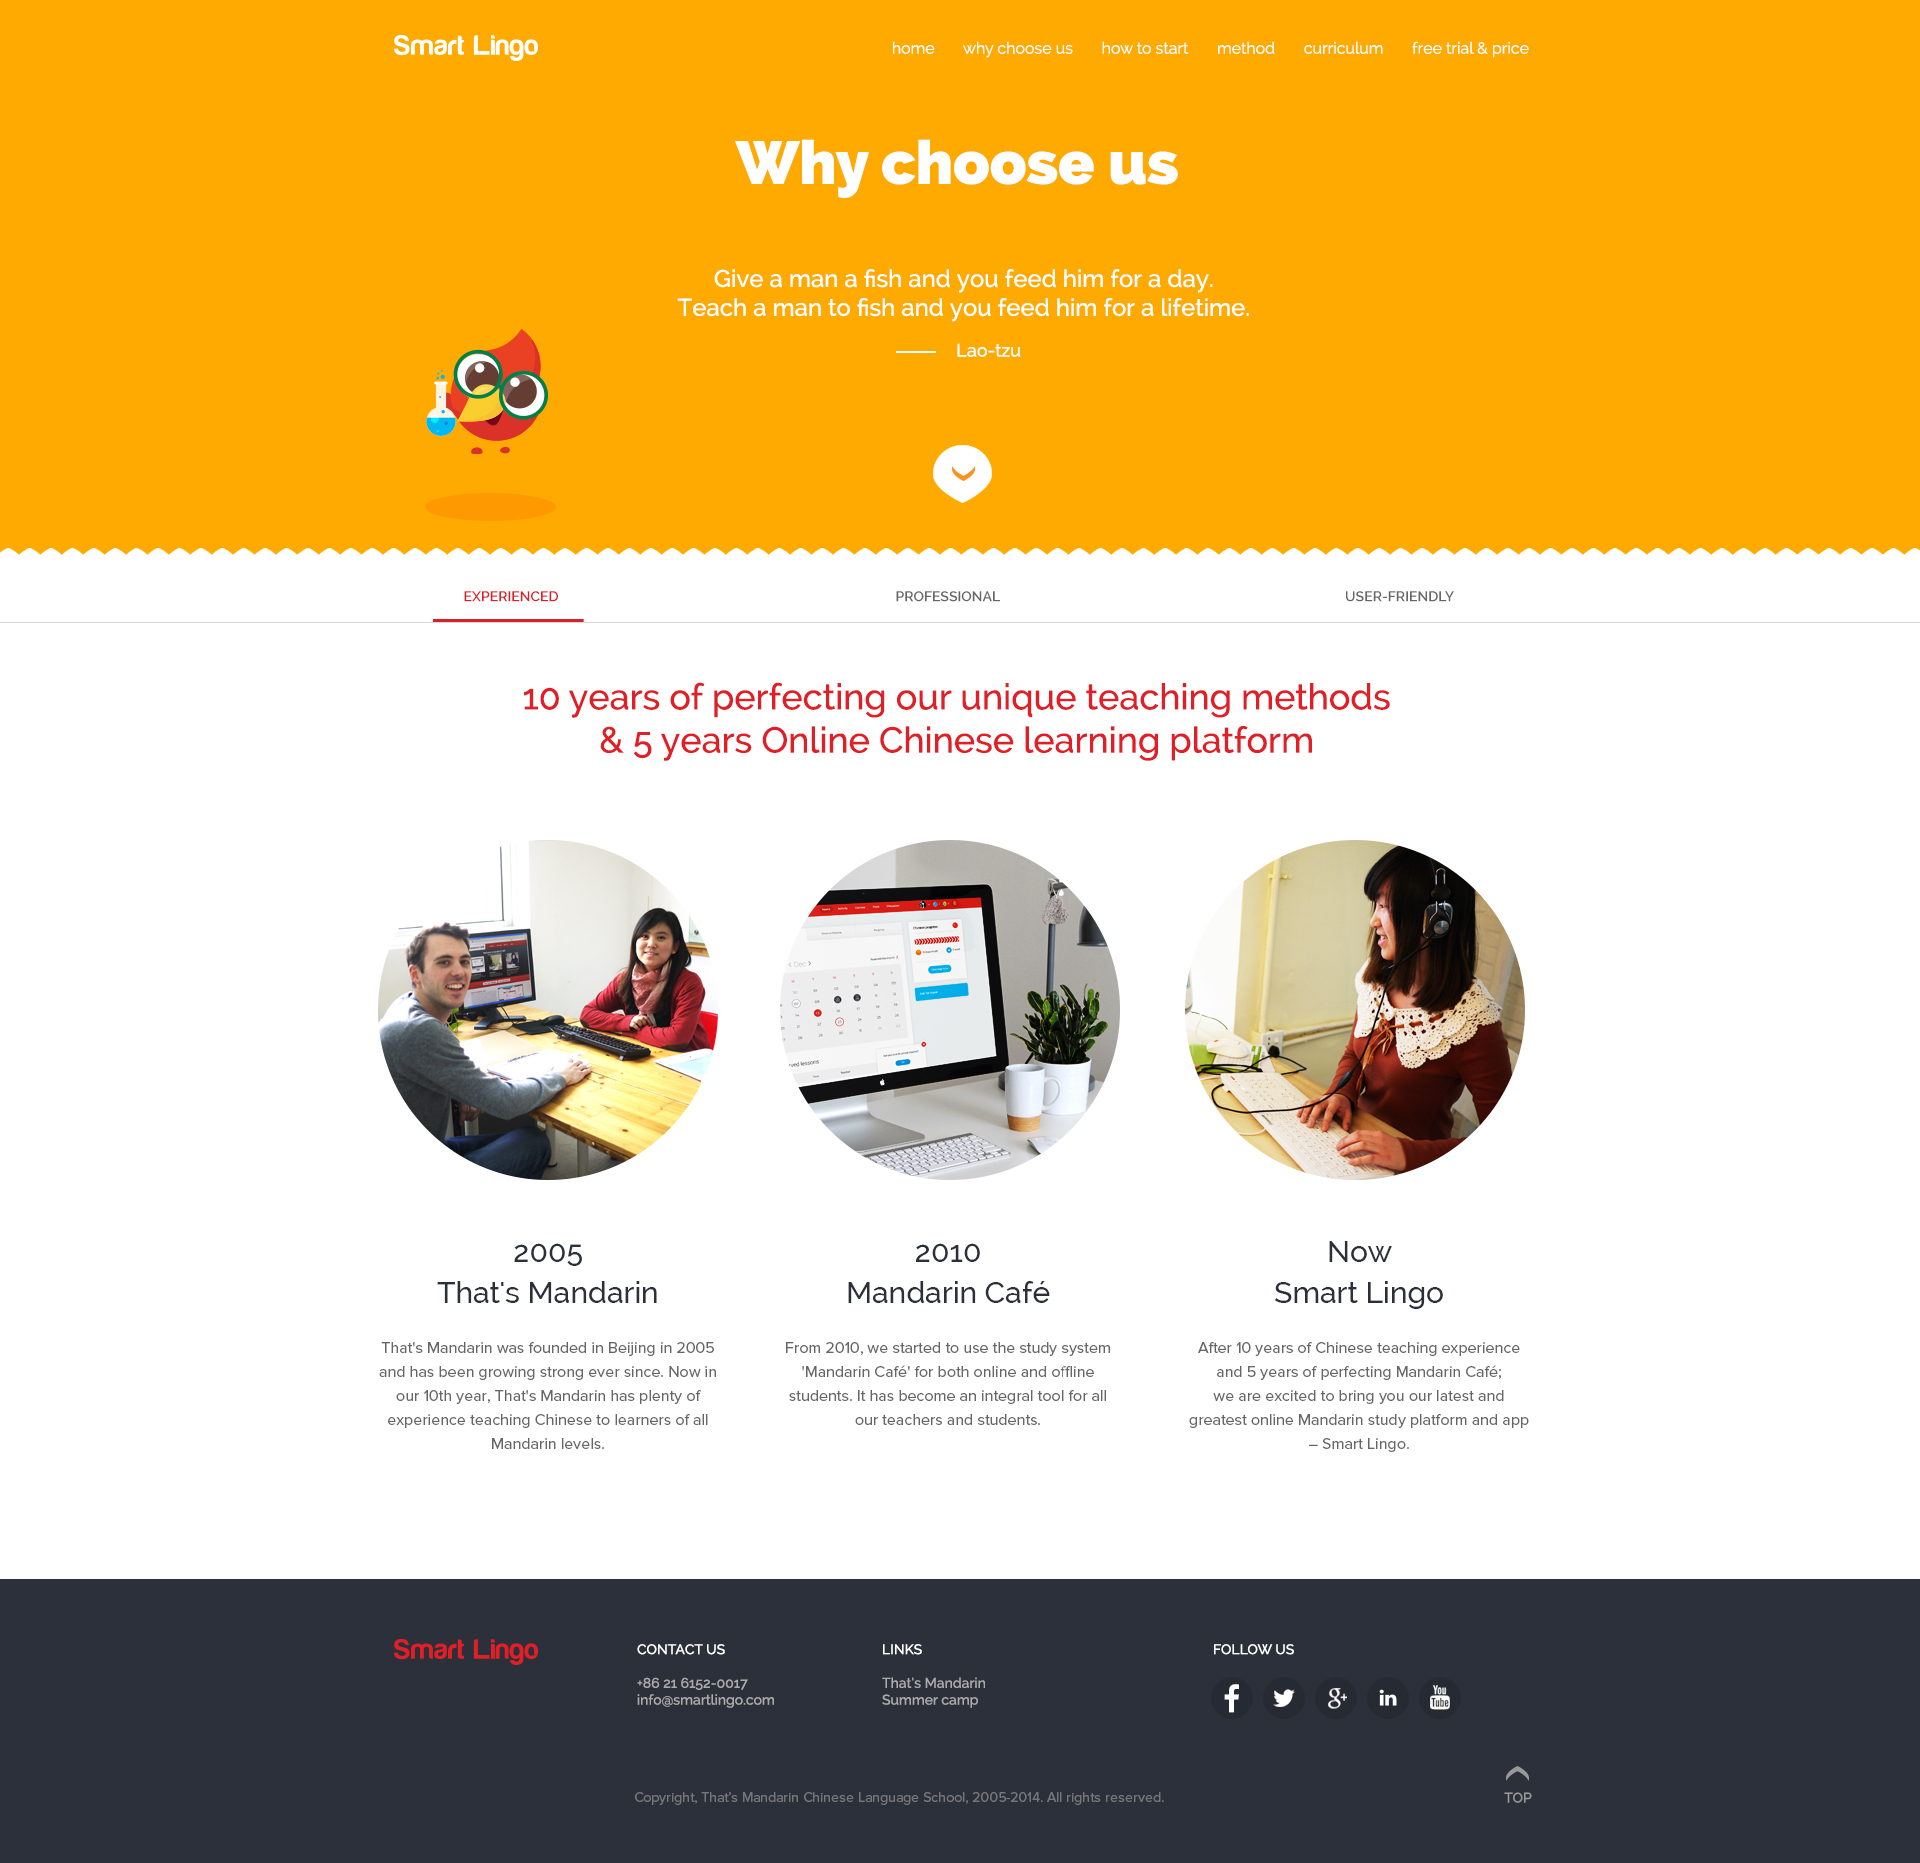 Smart Lingo
home why choose us how to start method curriculum free trial & price
Why choose us
Give a man a fish and you feed him for a day.
Teach a man to fish and you feed him for a lifetime.
Lao-tzu
EXPERIENCED PROFESSIONAL USER-FRIENDLY
10 years of perfecting our unique teaching methods
& 5 years Online Chinese learning platform
2005
That's Mandarin
That's Mandarin was founded in Beijing in 2005
and has been growing strong ever since. Now in
our 10th year, That's Mandarin has plenty of
experience teaching Chinese to learners of all
Mandarin levels.
2010
Mandarin Café
From 2010, we started to use the study system
'Mandarin Café' for both online and offline
students. It has become an integral tool for all
our teachers and students.
Now
Smart Lingo
After 10 years of Chinese teaching experience
and 5 years of perfecting Mandarin Café;
we are excited to bring you our latest and
greatest online Mandarin study platform and app
– Smart Lingo.
Smart Lingo
CONTACT US
+86 21 6152-0017
info@smartlingo.com
LINKS
That's Mandarin
Summer camp
FOLLOW US
You
Tube
TOP
Copyright, That's Mandarin Chinese Language School, 2005-2014. All rights reserved.